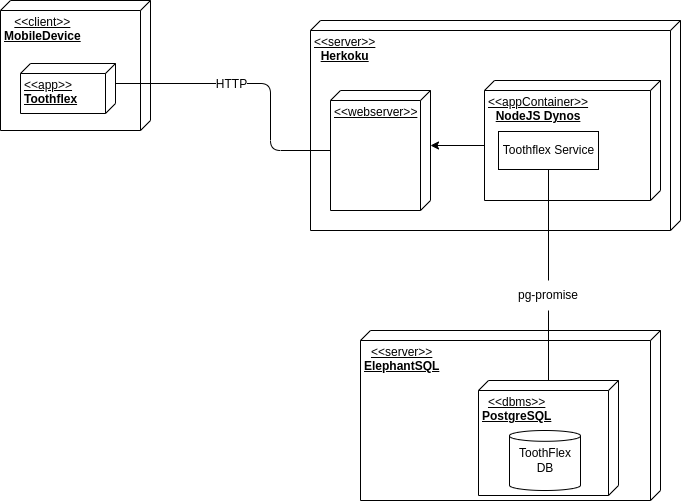 <<client>>
MobileDevice
<<app>>
Toothflex
HTTP
<<server>>
Herkoku
<<webserver>>
<<appContainer>>
NodeJS Dynos
Toothflex Service
pg-promise
<<server>>
ElephantSQL
<<dbms>>
PostgreSQL
ToothFlex
DB